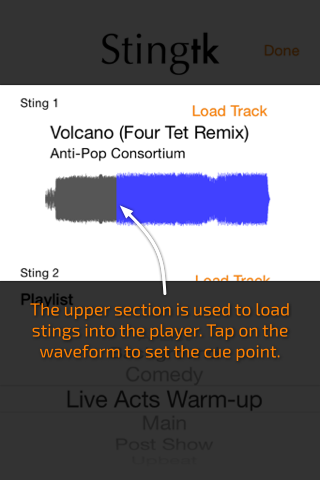 Stingtk
Done
Sting 1
Load Track
Volcano (Four Tet Remix)
Anti-Pop Consortium
Sting 2
Load Track
Playlist
The upper section is used to load
stings into the player. Tap on the
waveform to set the cue point.
Comedy
Live Acts Warm-up
Main
Post Show